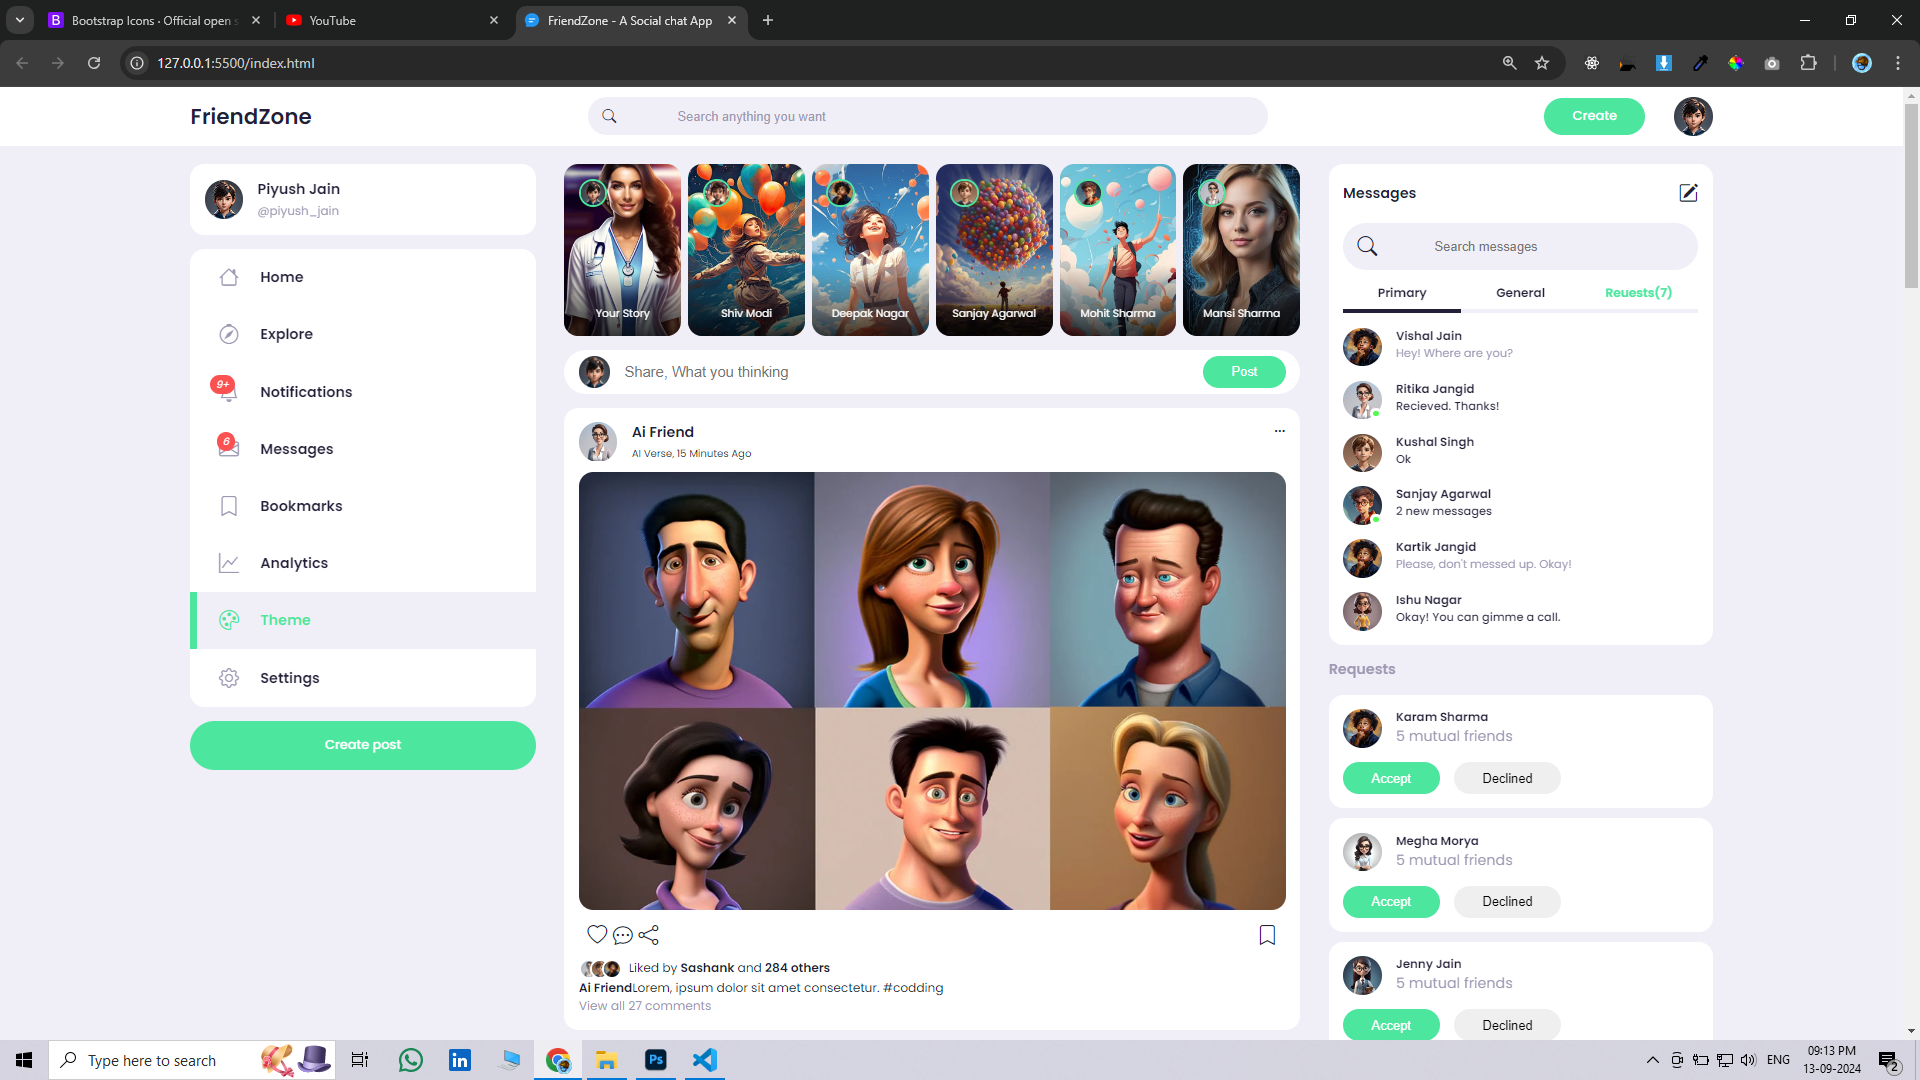 Bootstrap Icons · Official open s
YouTube
FriendZone - A Social chat App
127.0.0.1:5500/index.html
FriendZone
Search anything you want
Create
Piyush Jain
@piyush_jain
Home
Explore
9+
Notifications
6
Messages
Bookmarks
Analytics
Theme
Settings
Create post
Your Story
Shiv Modi
Deepak Nagar
Sanjay Agarwal
Mohit Sharma
Mansi Sharma
Share, What you thinking
Post
Ai Friend
AI Verse, 15 Minutes Ago
Liked by Sashank and 284 others
Ai FriendLorem, ipsum dolor sit amet consectetur. #codding
View all 27 comments
Messages
Search messages
Primary
General
Reuests(7)
Vishal Jain
Hey! Where are you?
Ritika Jangid
Recieved. Thanks!
Kushal Singh
Ok
Sanjay Agarwal
2 new messages
Kartik Jangid
Please, don't messed up. Okay!
Ishu Nagar
Okay! You can gimme a call.
Requests
Karam Sharma
5 mutual friends
Accept
Declined
Megha Morya
5 mutual friends
Accept
Declined
Jenny Jain
5 mutual friends
Accept
Declined
Type here to search
Ps
ENG
09:13 PM
13-09-2024
2